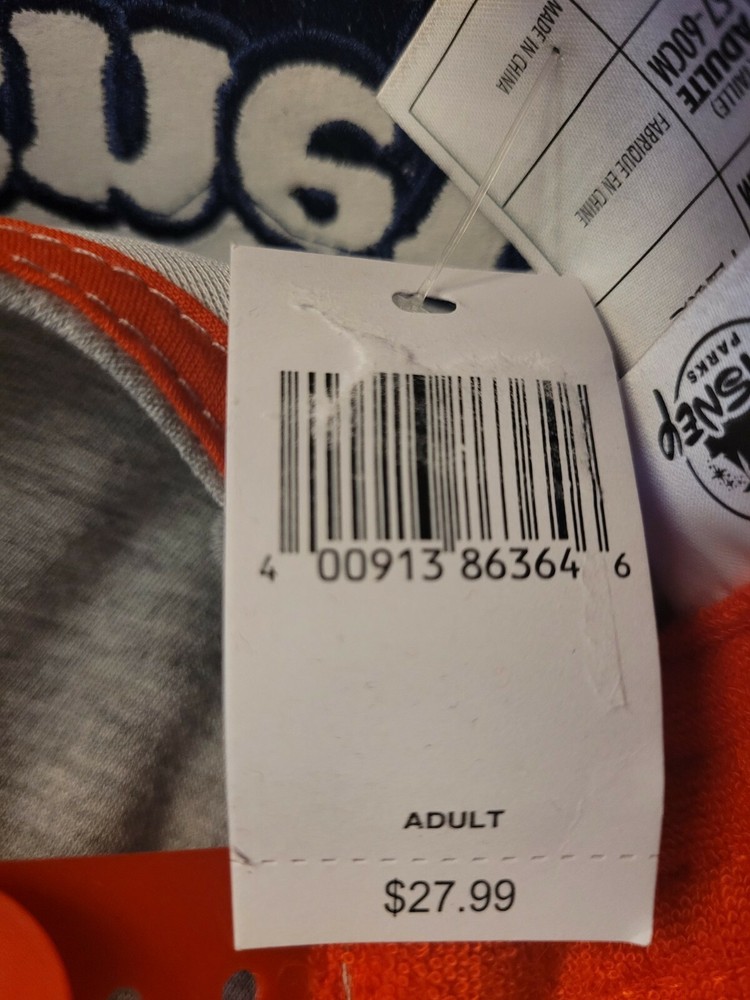 MADE IN CHINA
57-60CM
ADULTE
FABRIQUÉ EN CHINE
PARKS
4 00913 86364 6
ADULT
$27.99